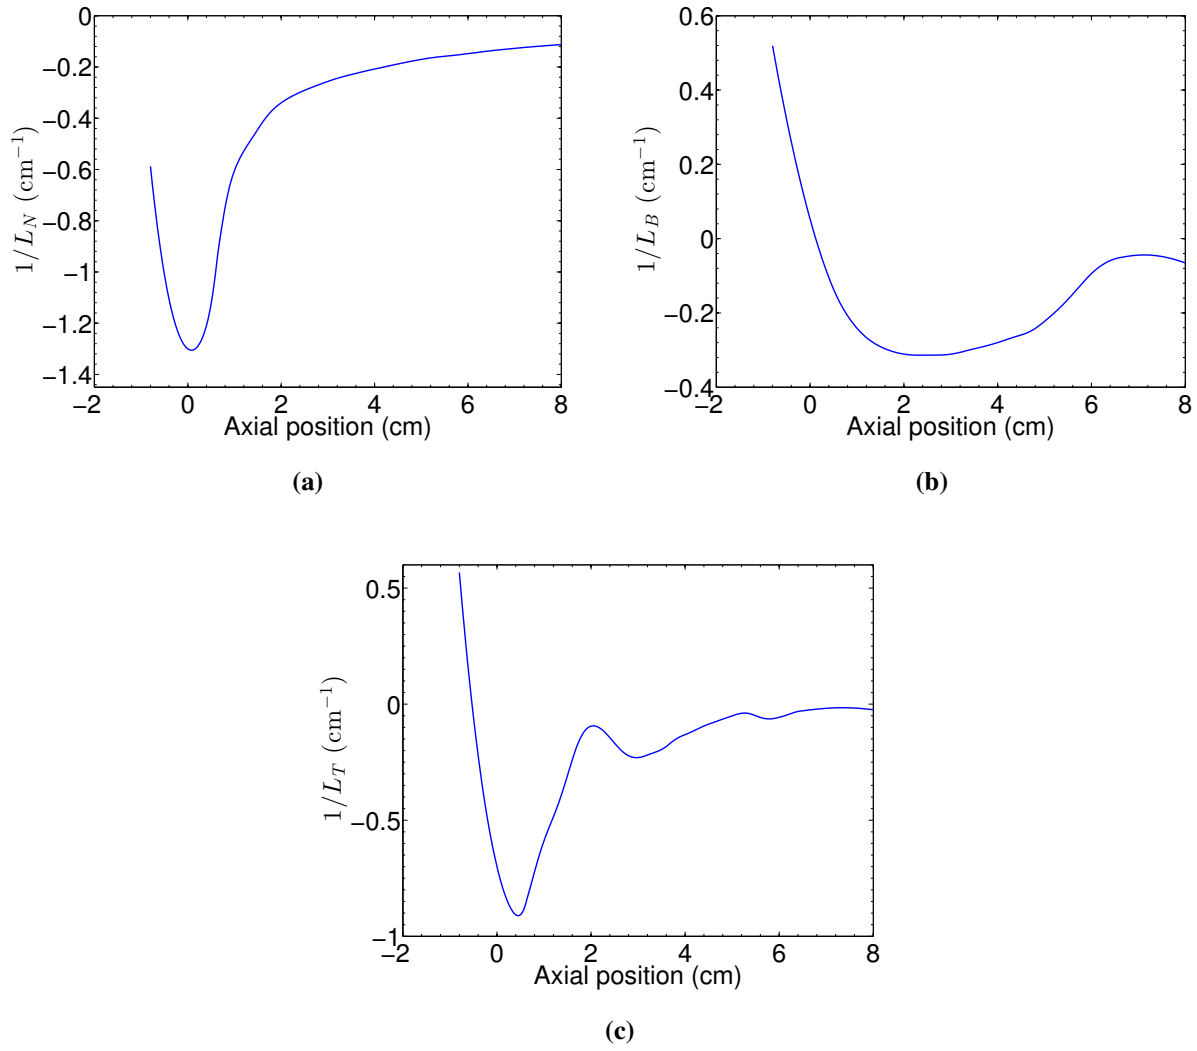 0
−0.2
−0.4
−0.6
−0.8
−1
−1.2
−1.4
−2 0 2 4 6 8
1/L_N (cm⁻¹)
Axial position (cm)
(a)
0.6
0.4
0.2
0
−0.2
−0.4
−2 0 2 4 6 8
1/L_B (cm⁻¹)
Axial position (cm)
(b)
0.5
0
−0.5
−1
−2 0 2 4 6 8
1/L_T (cm⁻¹)
Axial position (cm)
(c)